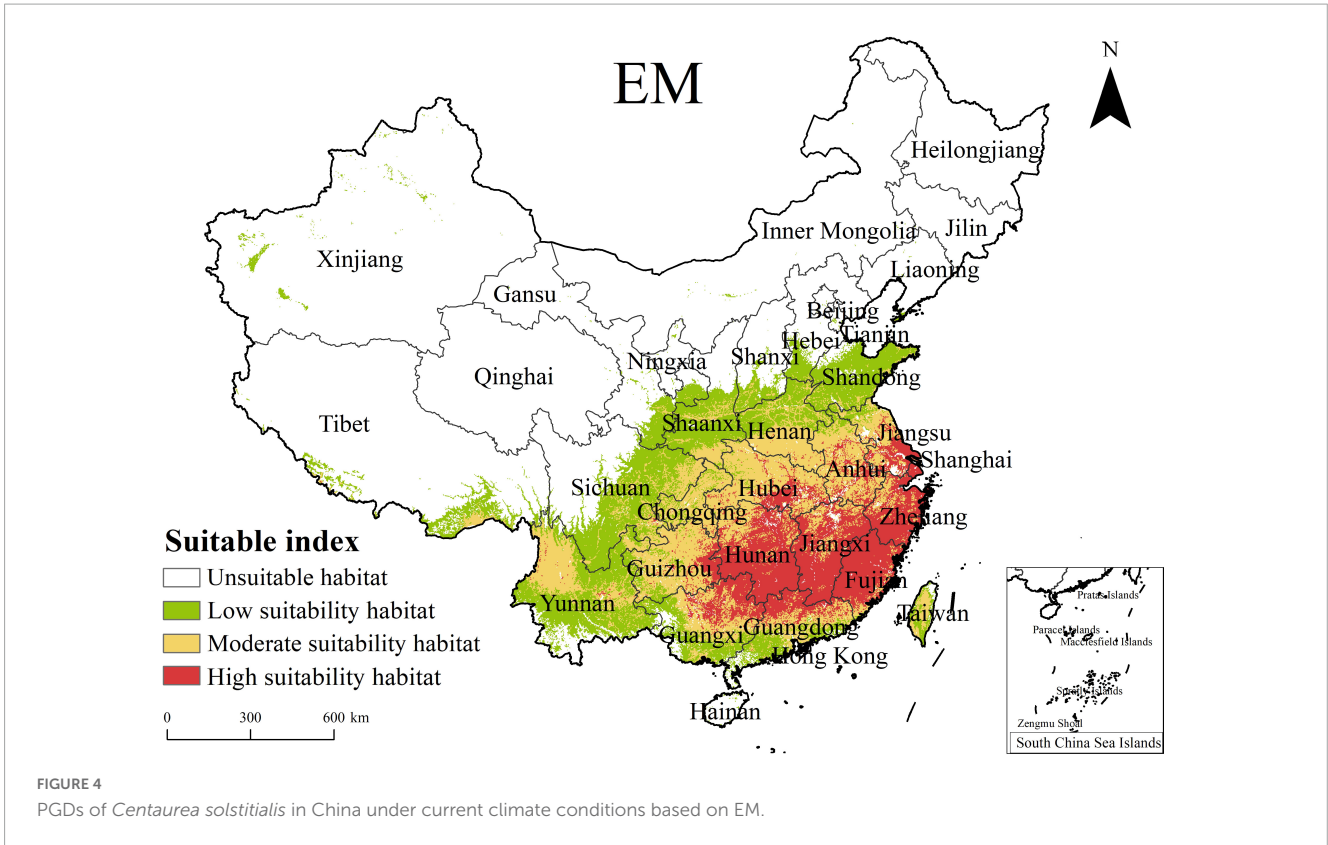 EM
N
Heilongjiang
Jilin
Inner Mongolia
Liaoning
Xinjiang
Gansu
Beijing
Tianjin
Hebei
Shanxi
Ningxia
Qinghai
Shandong
Tibet
Shaanxi
Henan
Jiangsu
Shanghai
Anhui
Sichuan
Hubei
Chongqing
Zhejiang
Jiangxi
Hunan
Guizhou
Fujian
Yunnan
Taiwan
Guangxi
Guangdong
Hong Kong
Hainan
Suitable index
Unsuitable habitat
Low suitability habitat
Moderate suitability habitat
High suitability habitat
0 300 600 km
Pratas Islands
Paracel Islands
Macclesfield Islands
Spratly Islands
Zengmu Shoal
South China Sea Islands
FIGURE 4
PGDs of Centaurea solstitialis in China under current climate conditions based on EM.